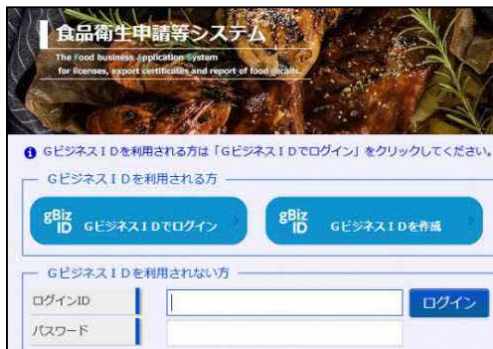 食品衛生申請等システム
The Food business Application System
for licenses, export certificates and report of food recalls.
GビジネスIDを利用される方は「GビジネスIDでログイン」をクリックしてください。
GビジネスIDを利用される方
gBiz ID GビジネスIDでログイン
gBiz ID GビジネスIDを作成
GビジネスIDを利用されない方
ログインID
ログイン
パスワード